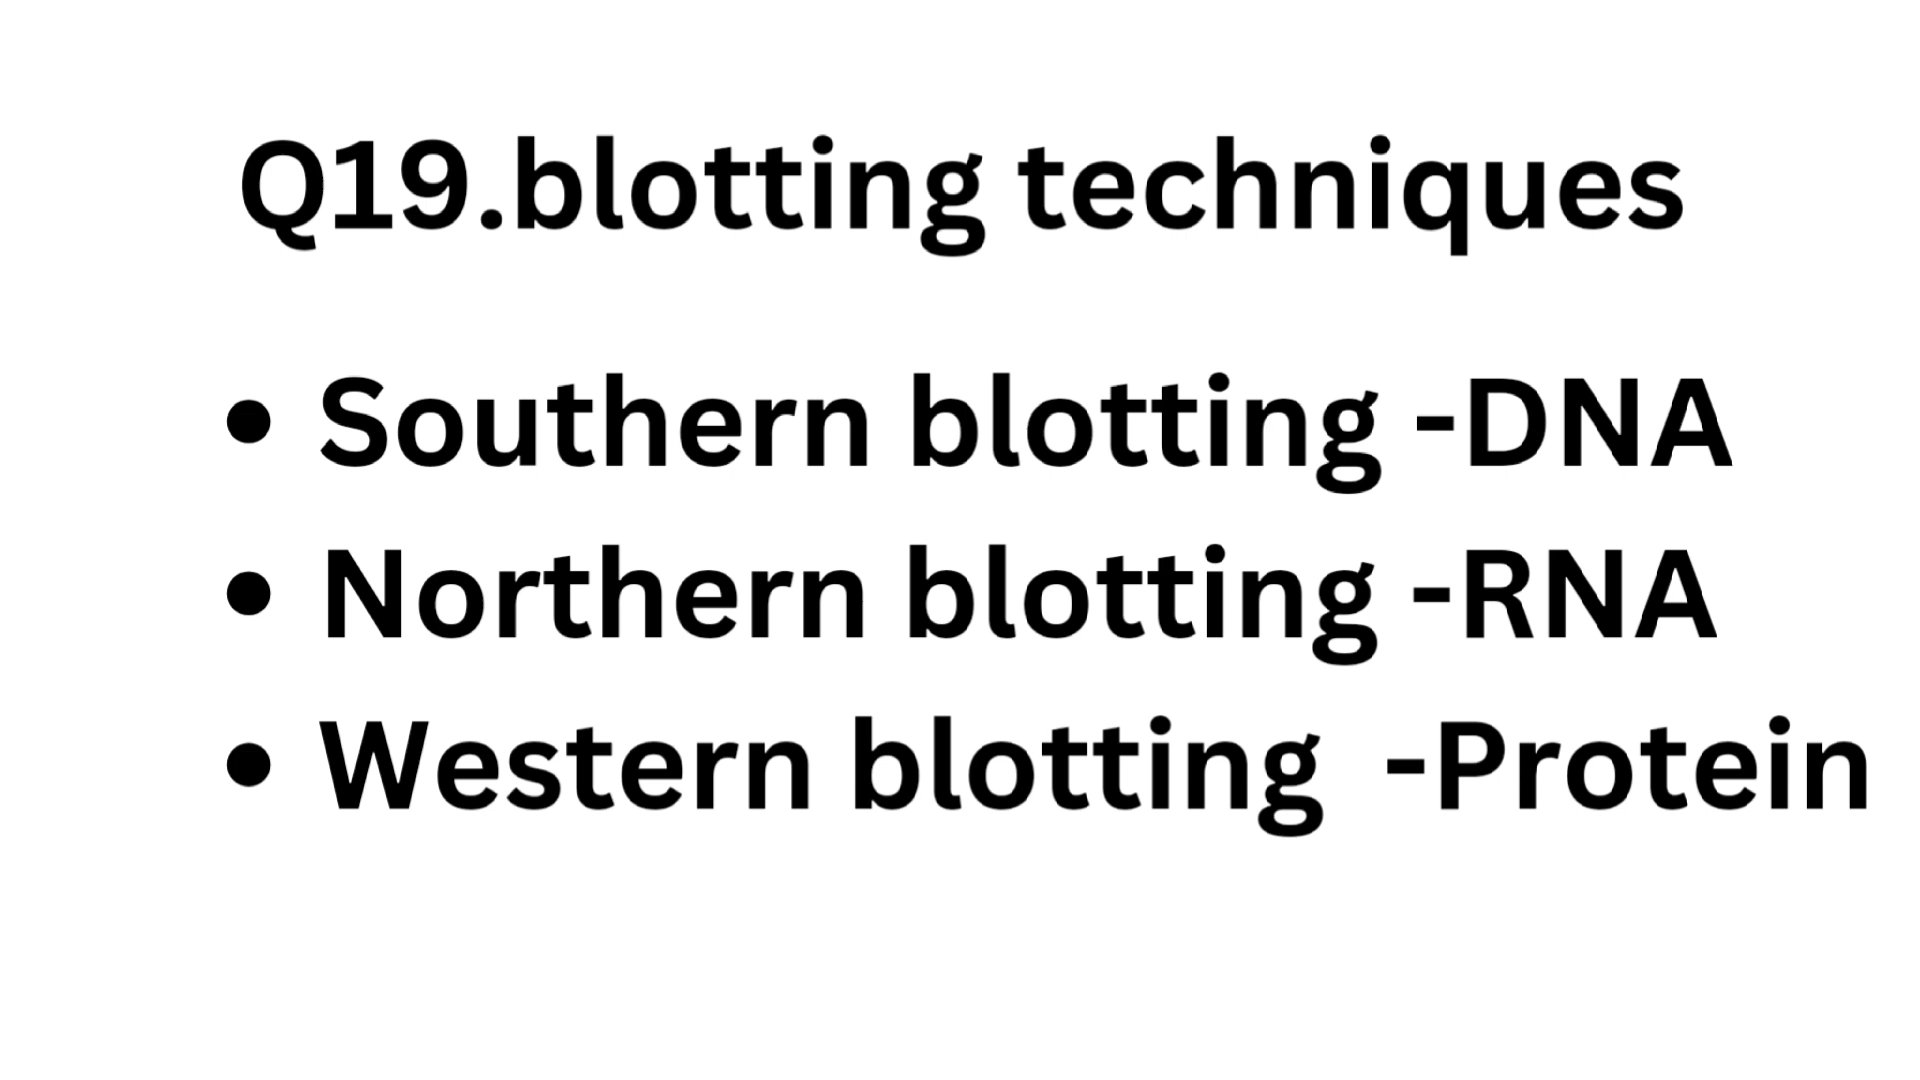 Q19.blotting techniques
• Southern blotting -DNA
• Northern blotting -RNA
• Western blotting  -Protein